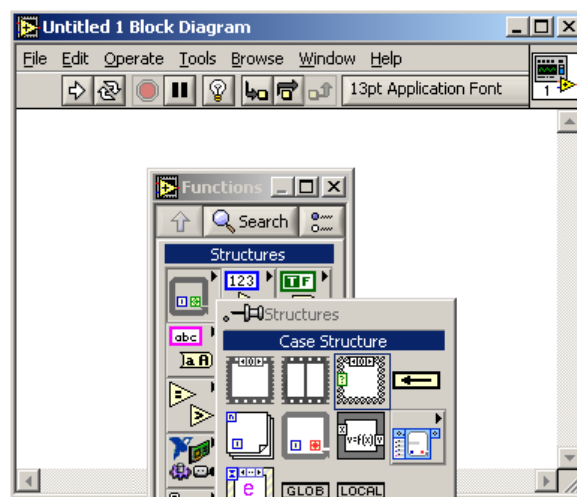 Untitled 1 Block Diagram
File Edit Operate Tools Browse Window Help
13pt Application Font
1
Functions
Search
Structures
123 TF
Structures
abc
Case Structure
a A
?
n
i
i
x v=f(x) y
e
GLOB LOCAL